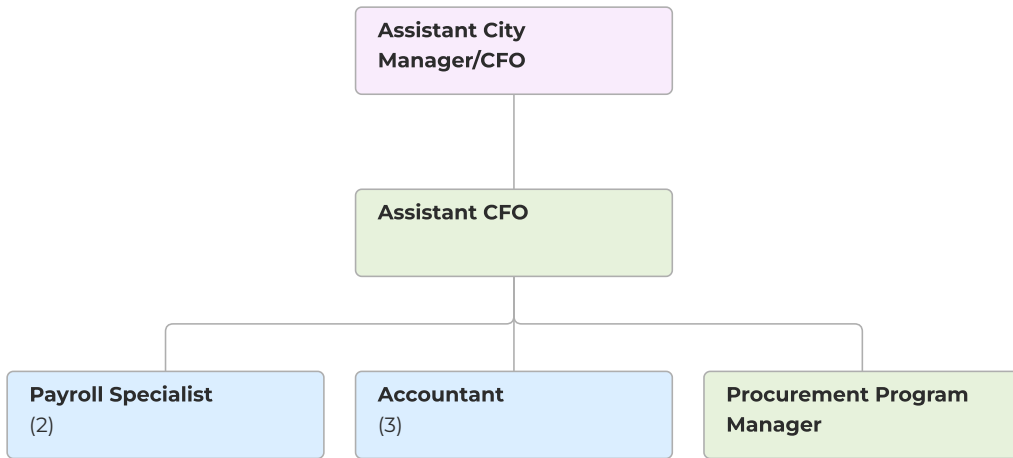 Assistant City
Manager/CFO
Assistant CFO
Payroll Specialist
(2)
Accountant
(3)
Procurement Program
Manager